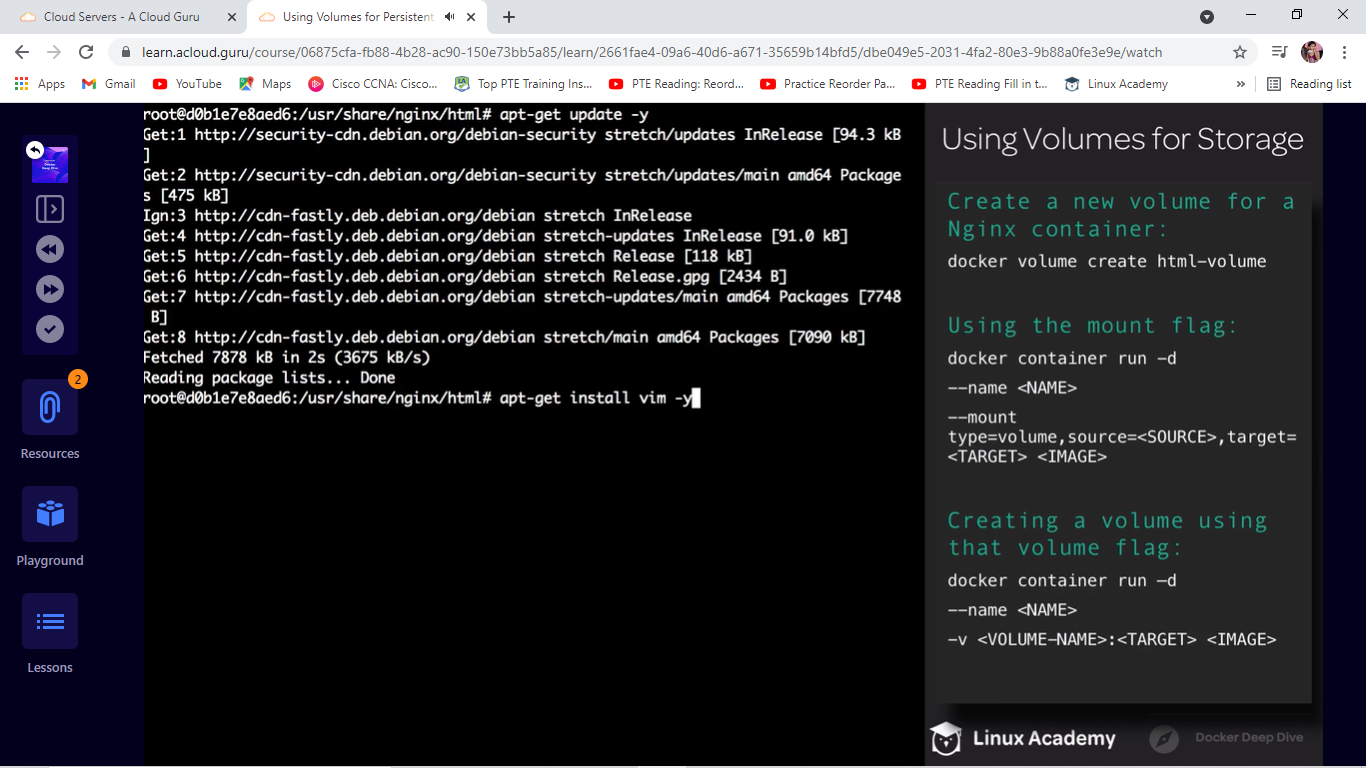 Cloud Servers - A Cloud Guru
Using Volumes for Persistent
learn.acloud.guru/course/06875cfa-fb88-4b28-ac90-150e73bb5a85/learn/2661fae4-09a6-40d6-a671-35659b14bfd5/dbe049e5-2031-4fa2-80e3-9b88a0fe3e9e/watch
Apps
Gmail
YouTube
Maps
Cisco CCNA: Cisco...
Top PTE Training Ins...
PTE Reading: Reord...
Practice Reorder Pa...
PTE Reading Fill in t...
Linux Academy
»
Reading list
2
Resources
Playground
Lessons
root@d0b1e7e8aed6:/usr/share/nginx/html# apt-get update -y
Get:1 http://security-cdn.debian.org/debian-security stretch/updates InRelease [94.3 kB
]
Get:2 http://security-cdn.debian.org/debian-security stretch/updates/main amd64 Package
s [475 kB]
Ign:3 http://cdn-fastly.deb.debian.org/debian stretch InRelease
Get:4 http://cdn-fastly.deb.debian.org/debian stretch-updates InRelease [91.0 kB]
Get:5 http://cdn-fastly.deb.debian.org/debian stretch Release [118 kB]
Get:6 http://cdn-fastly.deb.debian.org/debian stretch Release.gpg [2434 B]
Get:7 http://cdn-fastly.deb.debian.org/debian stretch-updates/main amd64 Packages [7748
B]
Get:8 http://cdn-fastly.deb.debian.org/debian stretch/main amd64 Packages [7090 kB]
Fetched 7878 kB in 2s (3675 kB/s)
Reading package lists... Done
root@d0b1e7e8aed6:/usr/share/nginx/html# apt-get install vim -y
Using Volumes for Storage
Create a new volume for a
Nginx container:
docker volume create html-volume
Using the mount flag:
docker container run –d
--name <NAME>
--mount
type=volume,source=<SOURCE>,target=
<TARGET> <IMAGE>
Creating a volume using
that volume flag:
docker container run –d
--name <NAME>
-v <VOLUME-NAME>:<TARGET> <IMAGE>
Linux Academy
Docker Deep Dive